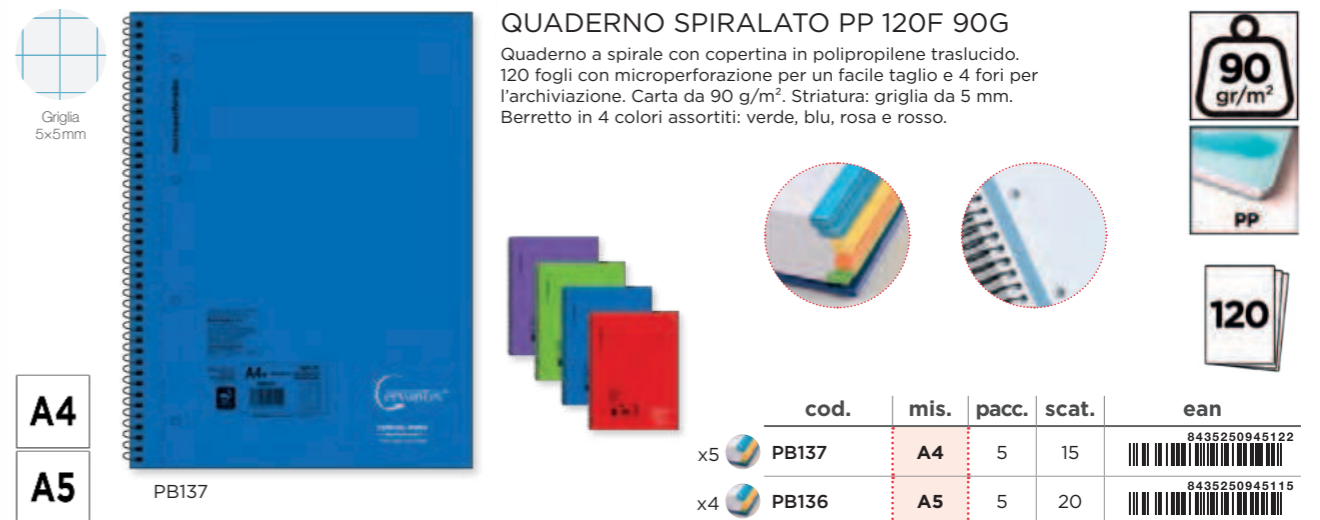 QUADERNO SPIRALATO PP 120F 90G
Quaderno a spirale con copertina in polipropilene traslucido.
120 fogli con microperforazione per un facile taglio e 4 fori per
l'archiviazione. Carta da 90 g/m². Striatura: griglia da 5 mm.
Berretto in 4 colori assortiti: verde, blu, rosa e rosso.
Griglia
5×5mm
microperforado
A4+
90
gr/m²
PP
120
A4
A5
PB137
cod. mis. pacc. scat. ean
x5 PB137 A4 5 15 8435250945122
x4 PB136 A5 5 20 8435250945115